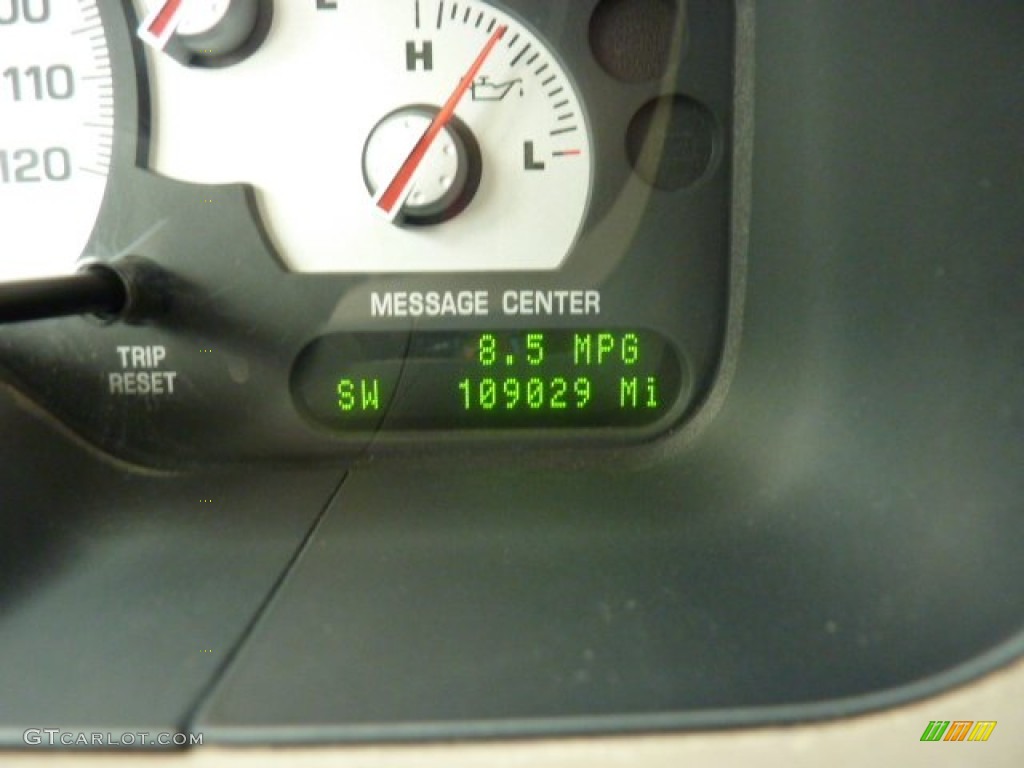 110
120
H
L
MESSAGE CENTER
8.5 MPG
SW 109029 Mi
TRIP
RESET
GTCARLOT.COM